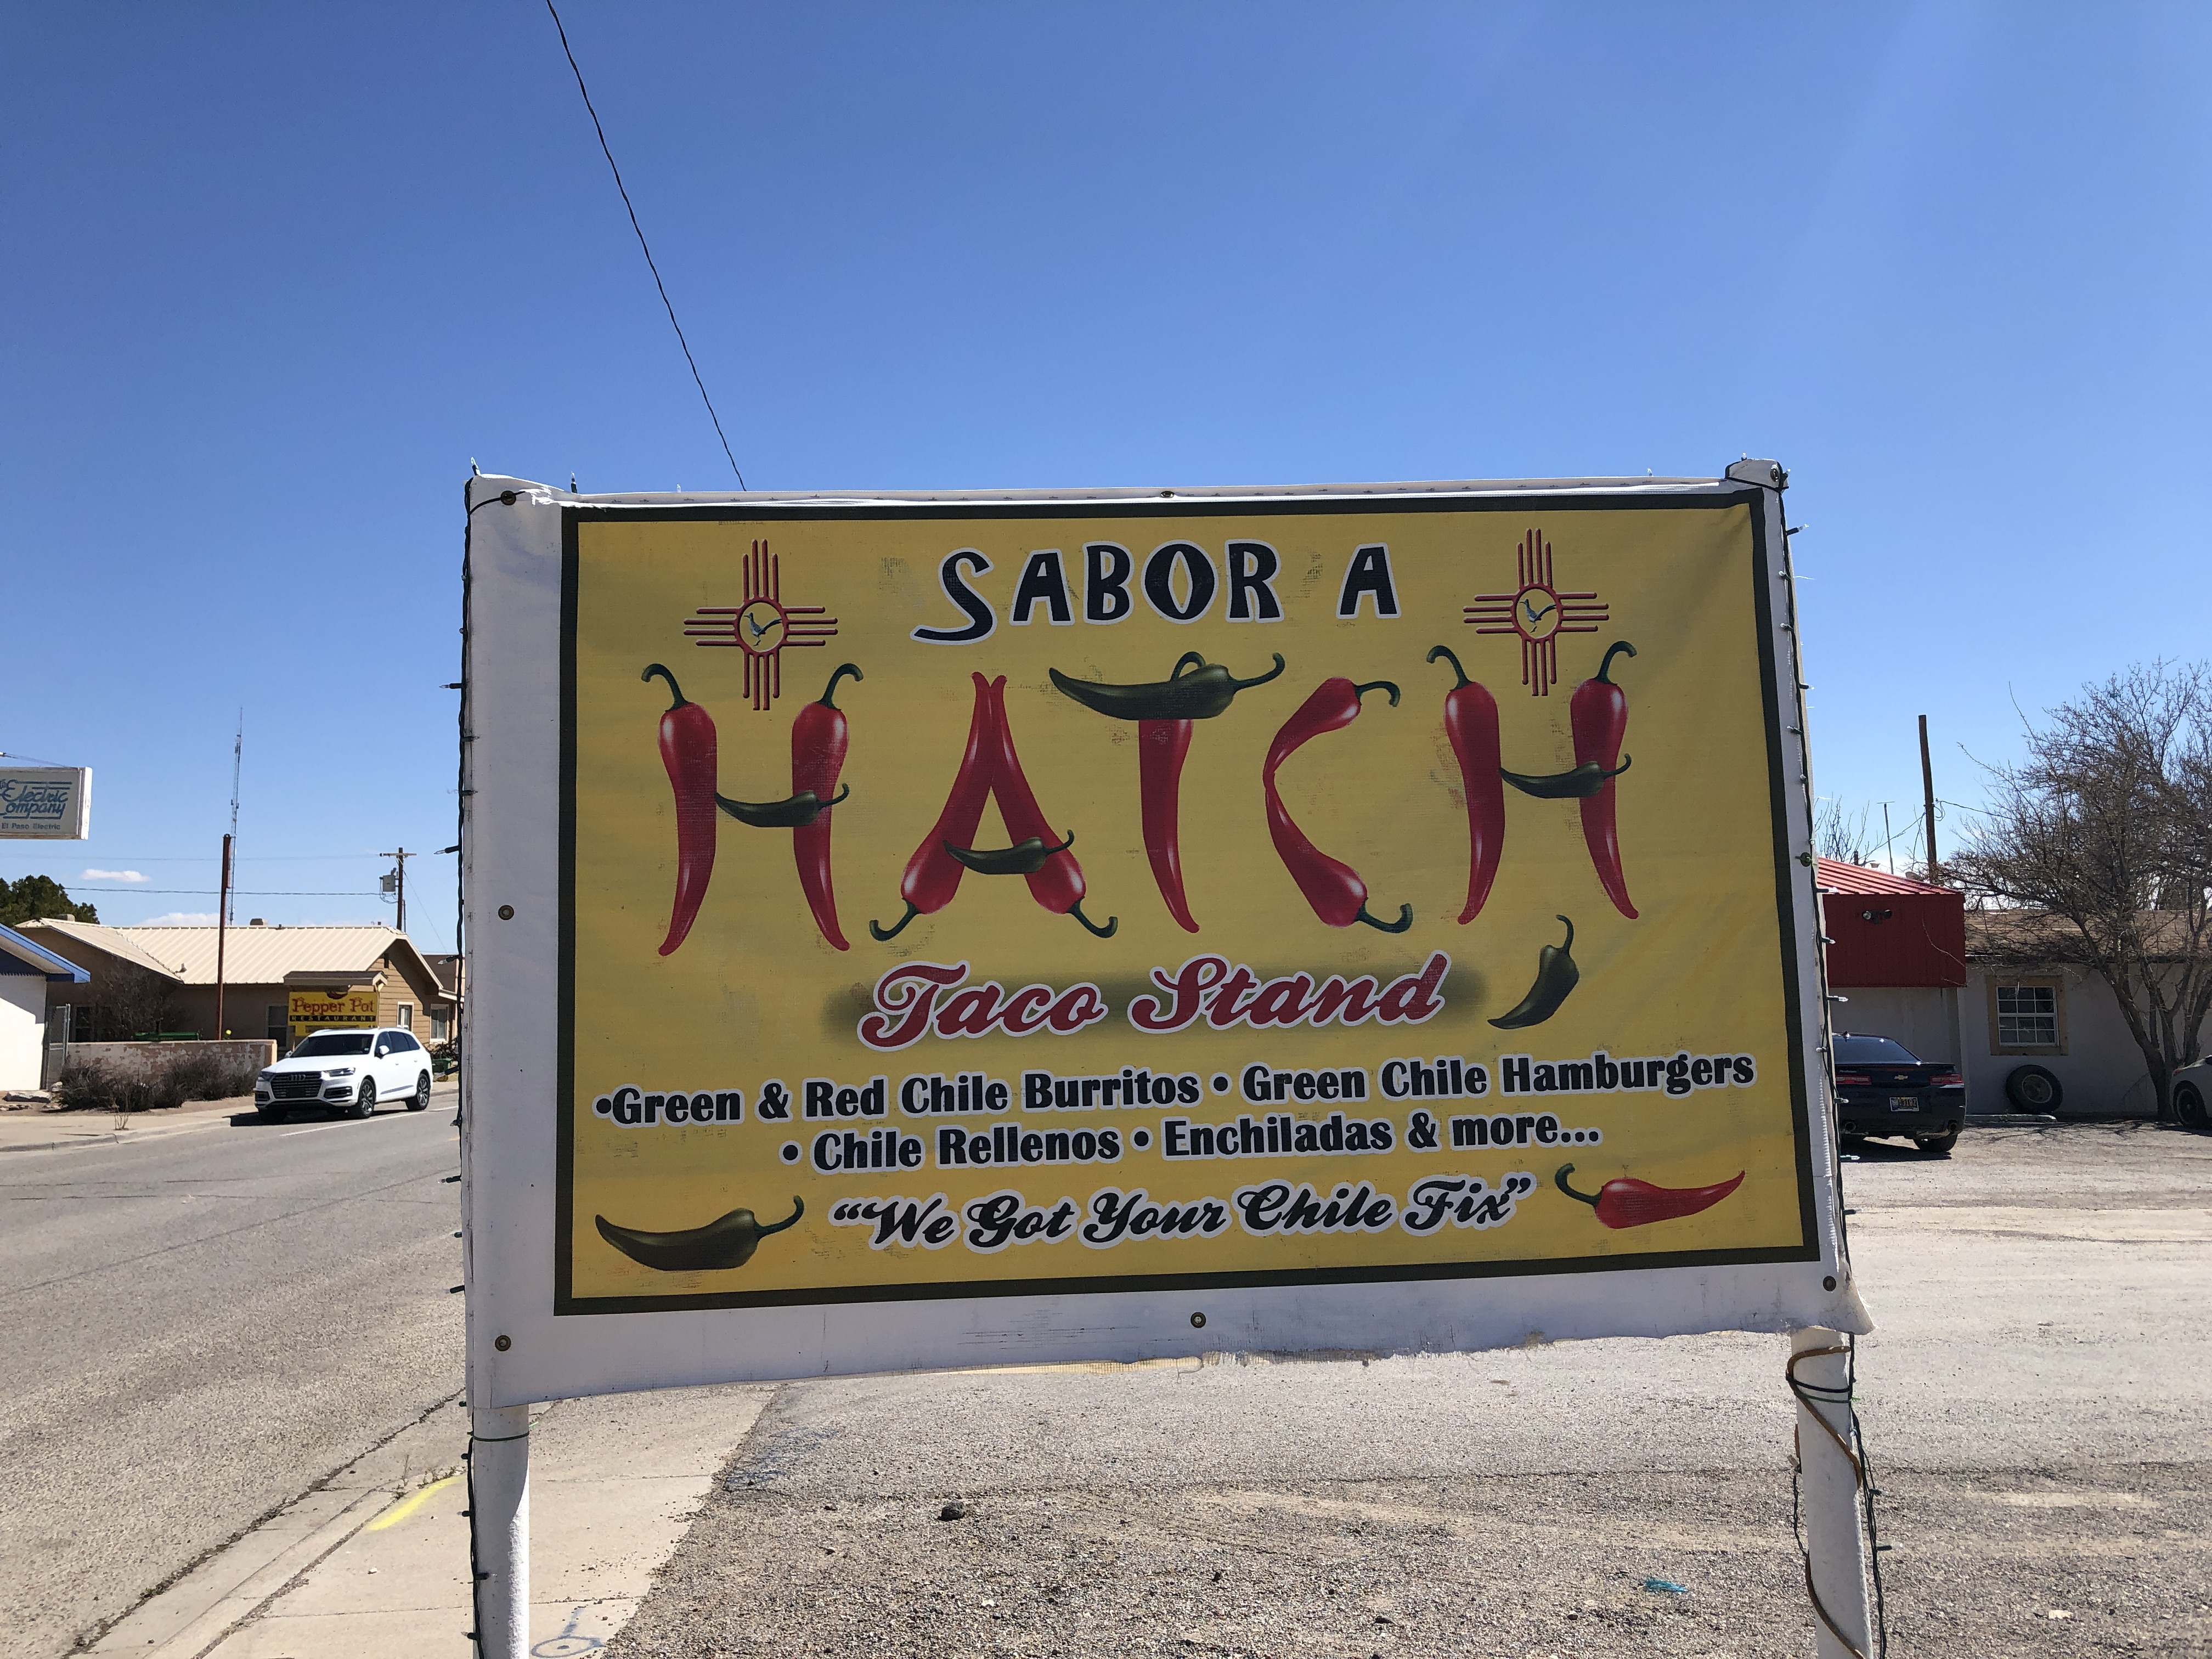 SABOR A
HATCH
Taco Stand
•Green & Red Chile Burritos • Green Chile Hamburgers
• Chile Rellenos • Enchiladas & more...
"We Got Your Chile Fix"
Electric
Company
El Paso Electric
Pepper Pot
RESTAURANT